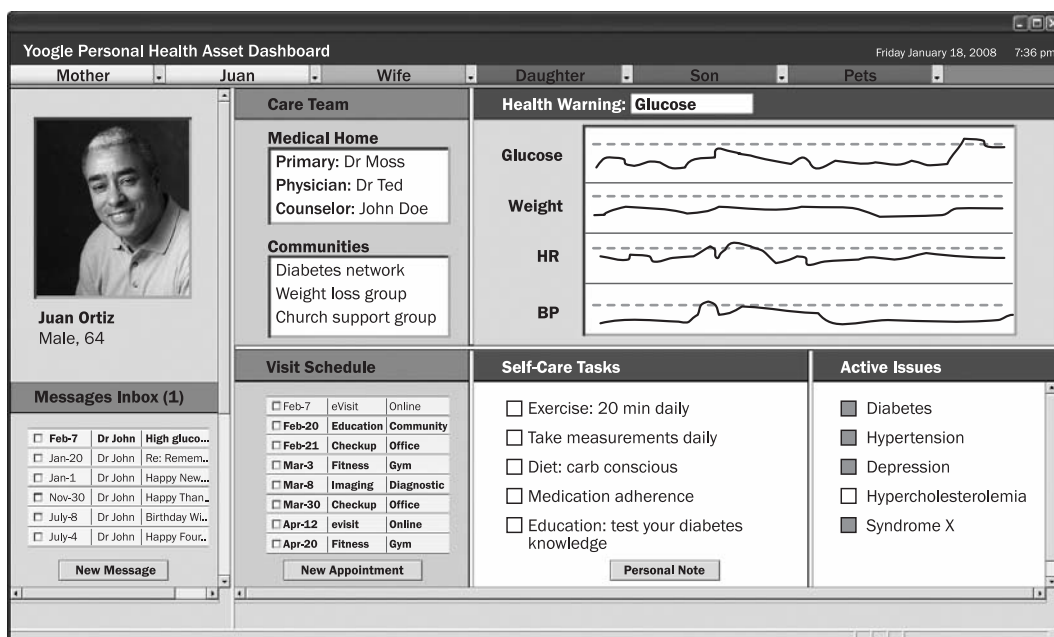 Yoogle Personal Health Asset Dashboard
Friday January 18, 2008 7:36 pm
Mother Juan Wife Daughter Son Pets
Juan Ortiz
Male, 64
Messages Inbox (1)
Feb-7 Dr John High gluco...
Jan-20 Dr John Re: Remem..
Jan-1 Dr John Happy New...
Nov-30 Dr John Happy Than..
July-8 Dr John Birthday Wi..
July-4 Dr John Happy Four..
New Message
Care Team
Medical Home
Primary: Dr Moss
Physician: Dr Ted
Counselor: John Doe
Communities
Diabetes network
Weight loss group
Church support group
Health Warning: Glucose
Glucose
Weight
HR
BP
Visit Schedule
Feb-7 eVisit Online
Feb-20 Education Community
Feb-21 Checkup Office
Mar-3 Fitness Gym
Mar-8 Imaging Diagnostic
Mar-30 Checkup Office
Apr-12 evisit Online
Apr-20 Fitness Gym
New Appointment
Self-Care Tasks
Exercise: 20 min daily
Take measurements daily
Diet: carb conscious
Medication adherence
Education: test your diabetes
knowledge
Personal Note
Active Issues
Diabetes
Hypertension
Depression
Hypercholesterolemia
Syndrome X